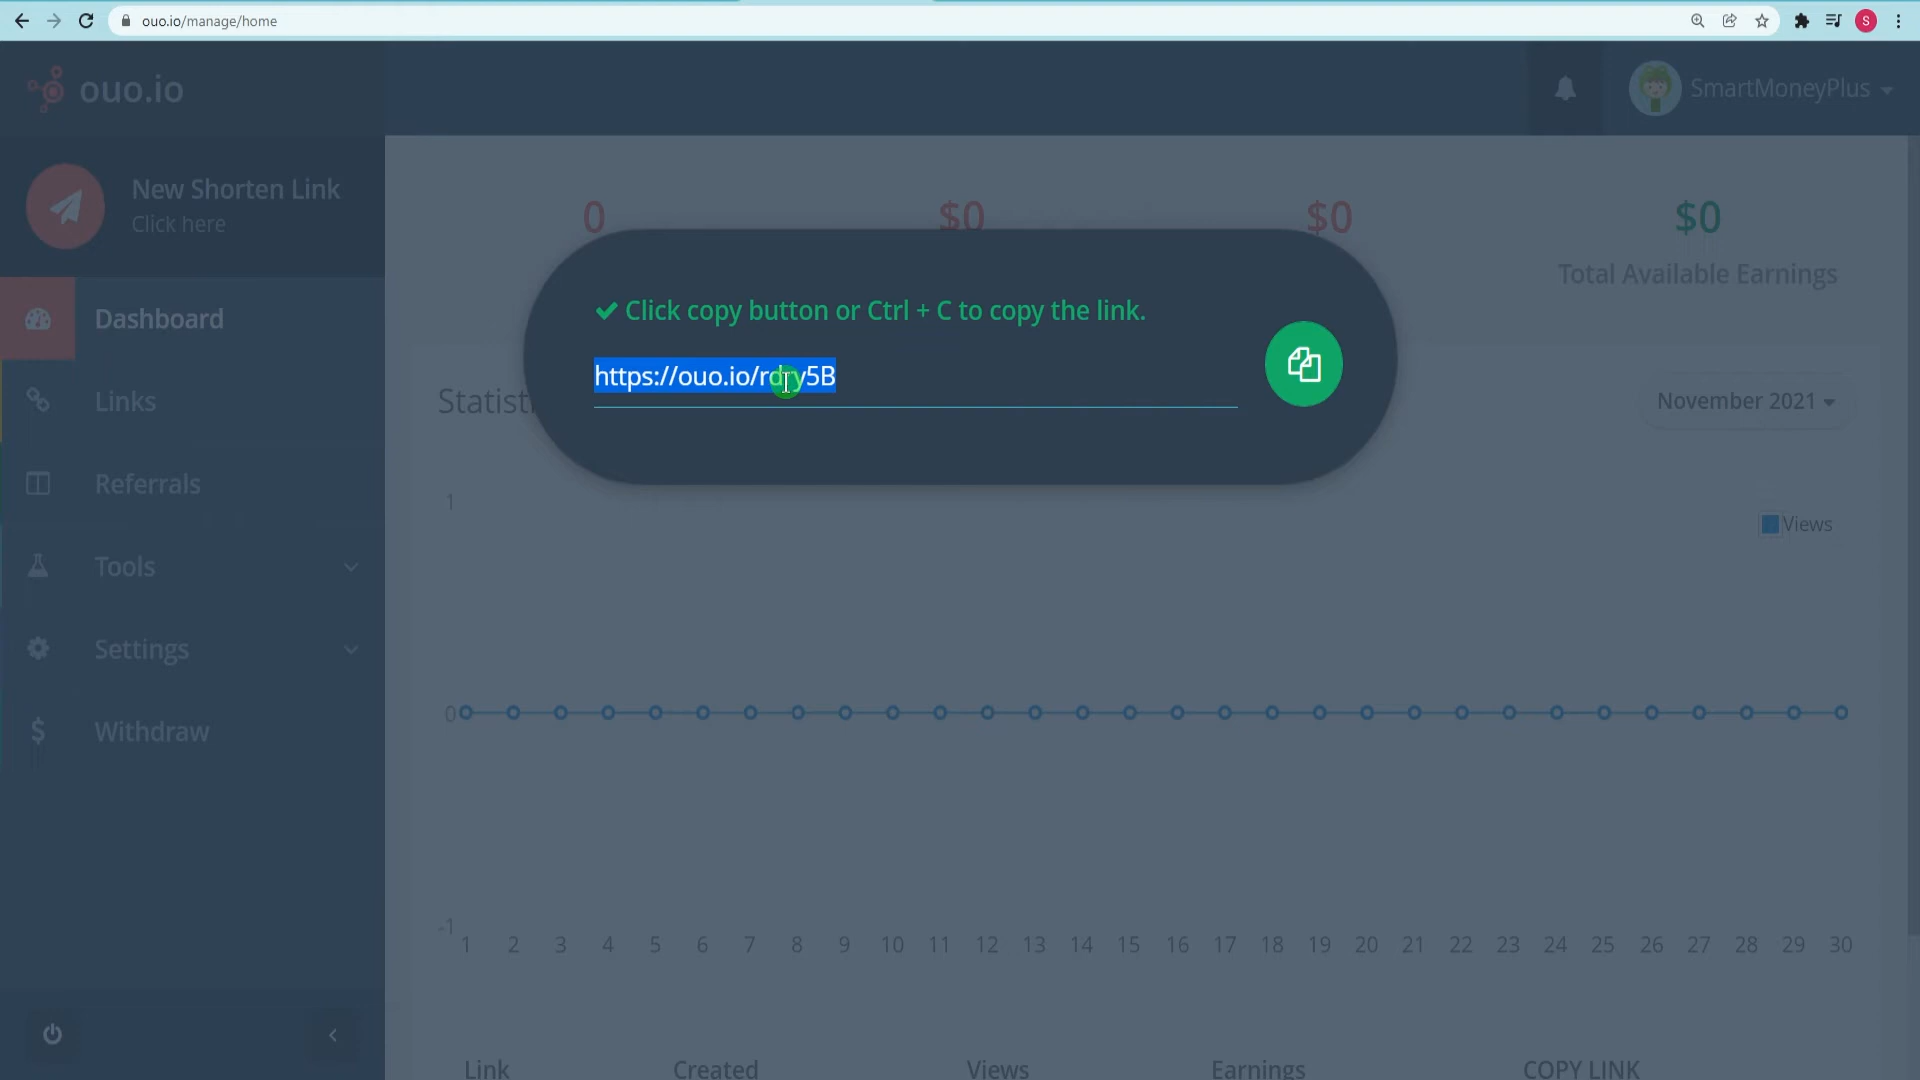 ouo.io/manage/home
S
ouo.io
SmartMoneyPlus
New Shorten Link
Click here
0
$0
$0
$0
Total Available Earnings
Click copy button or Ctrl + C to copy the link.
Dashboard
Links
Referrals
Tools
Settings
Withdraw
November 2021
1
Views
0
-1
1 2 3 4 5 6 7 8 9 10 11 12 13 14 15 16 17 18 19 20 21 22 23 24 25 26 27 28 29 30
Link Created Views Earnings COPY LINK